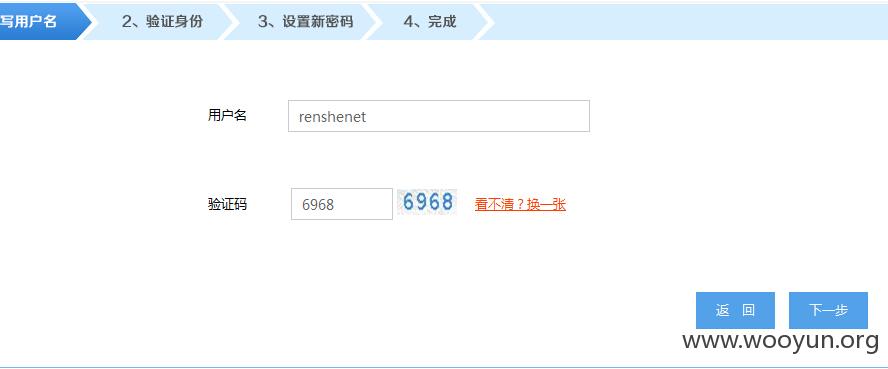 写用户名 2、验证身份 3、设置新密码 4、完成
用户名 renshenet
验证码 6968 6968 看不清？换一张
返 回 下一步
www.wooyun.org